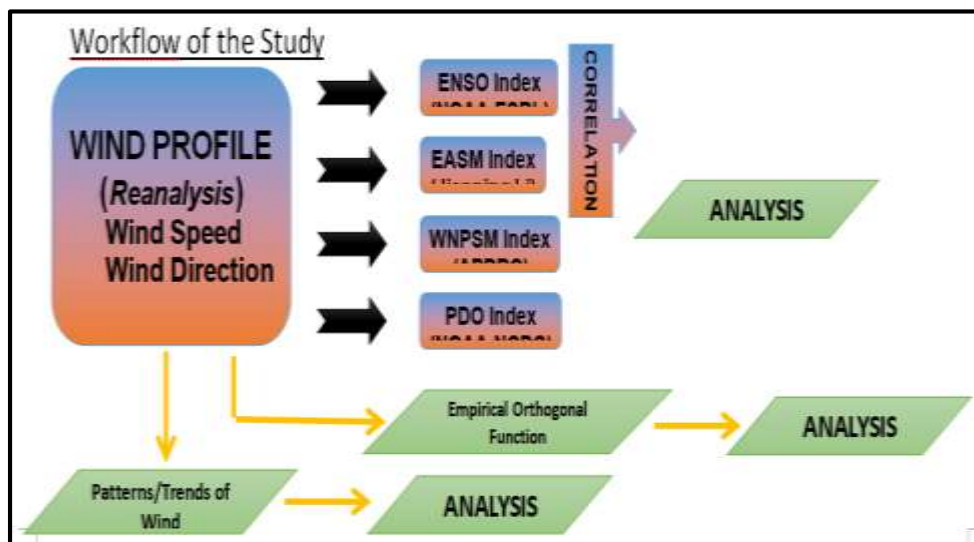 Workflow of the Study
WIND PROFILE
(Reanalysis)
Wind Speed
Wind Direction
ENSO Index
EASM Index
WNPSM Index
PDO Index
CORRELATION
ANALYSIS
Empirical Orthogonal
Function
ANALYSIS
Patterns/Trends of
Wind
ANALYSIS